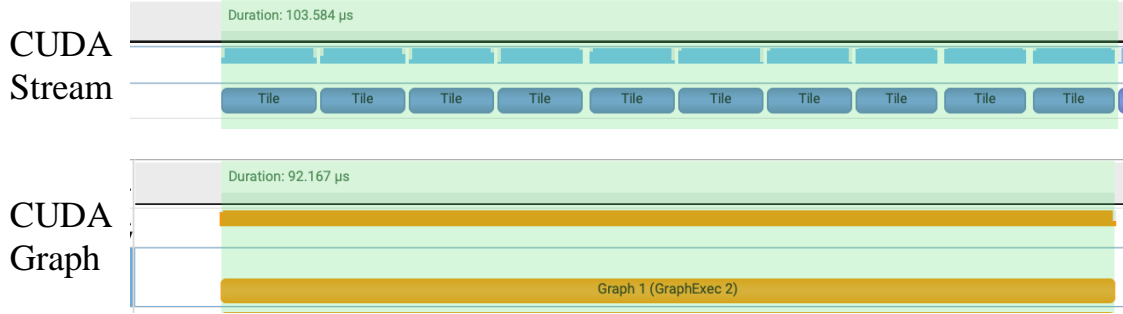 CUDA
Stream
Duration: 103.584 μs
Tile Tile Tile Tile Tile Tile Tile Tile Tile Tile
CUDA
Graph
Duration: 92.167 μs
Graph 1 (GraphExec 2)